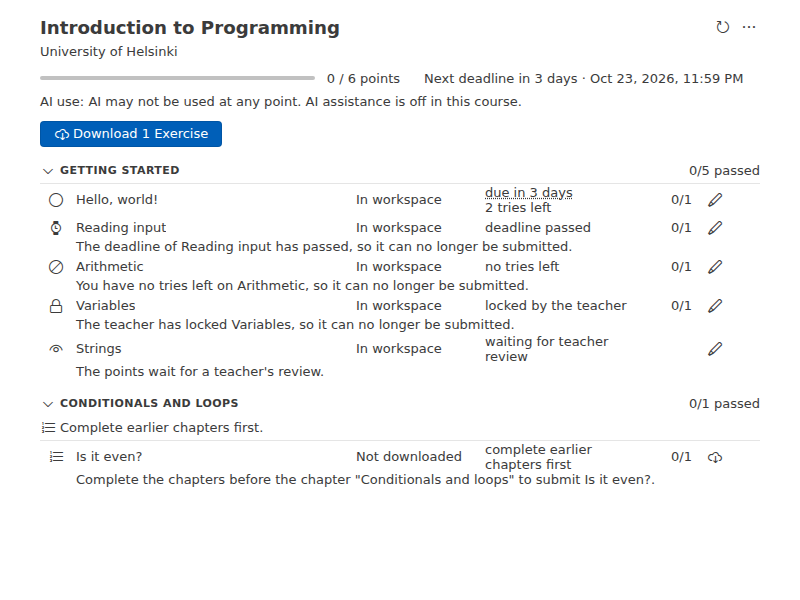 Introduction to Programming
University of Helsinki
0 / 6 points Next deadline in 3 days · Oct 23, 2026, 11:59 PM
AI use: AI may not be used at any point. AI assistance is off in this course.
Download 1 Exercise
GETTING STARTED 0/5 passed
Hello, world! In workspace due in 3 days 0/1
2 tries left
Reading input In workspace deadline passed 0/1
The deadline of Reading input has passed, so it can no longer be submitted.
Arithmetic In workspace no tries left 0/1
You have no tries left on Arithmetic, so it can no longer be submitted.
Variables In workspace locked by the teacher 0/1
The teacher has locked Variables, so it can no longer be submitted.
Strings In workspace waiting for teacher
review
The points wait for a teacher's review.
CONDITIONALS AND LOOPS 0/1 passed
Complete earlier chapters first.
Is it even? Not downloaded complete earlier 0/1
chapters first
Complete the chapters before the chapter "Conditionals and loops" to submit Is it even?.